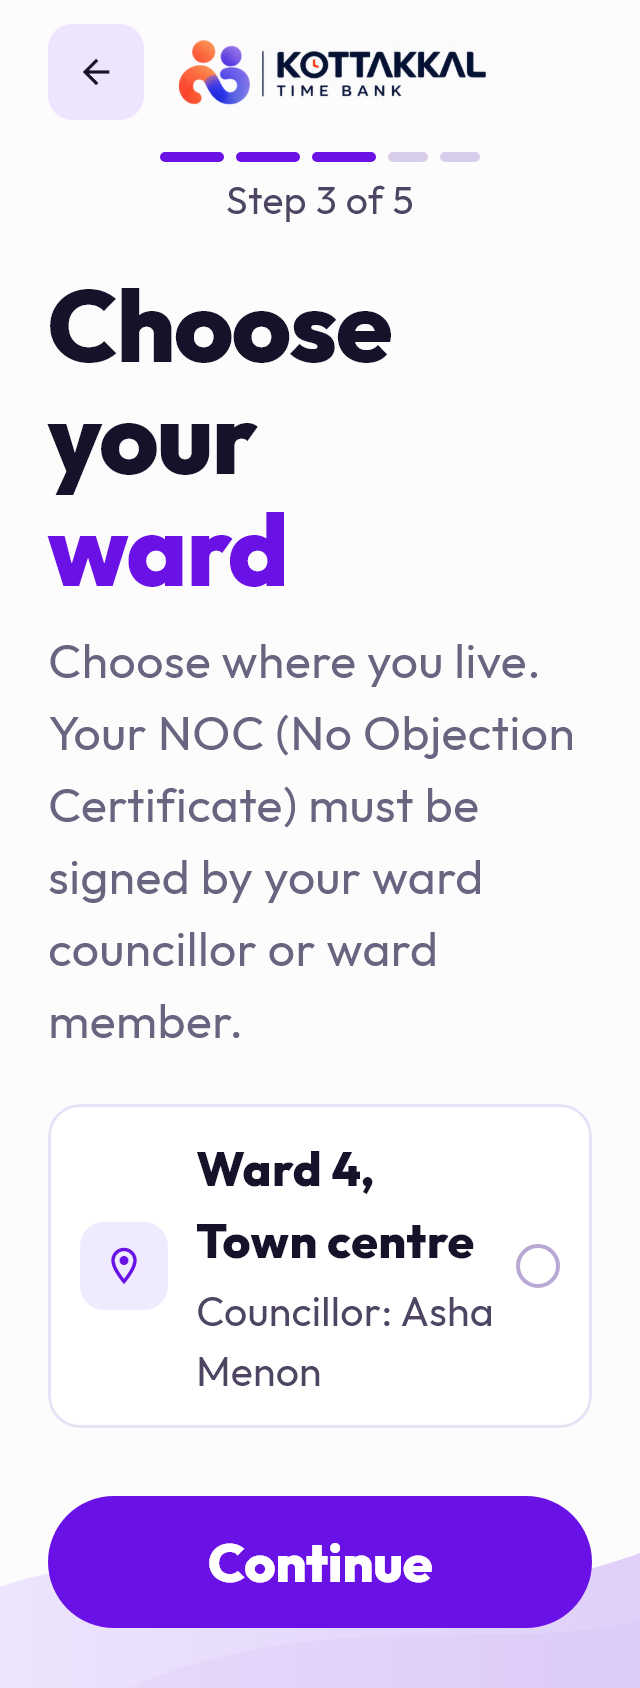 KOTTAKKAL
TIME BANK
Step 3 of 5
Choose
your
ward
Choose where you live.
Your NOC (No Objection
Certificate) must be
signed by your ward
councillor or ward
member.
Ward 4,
Town centre
Councillor: Asha
Menon
Continue